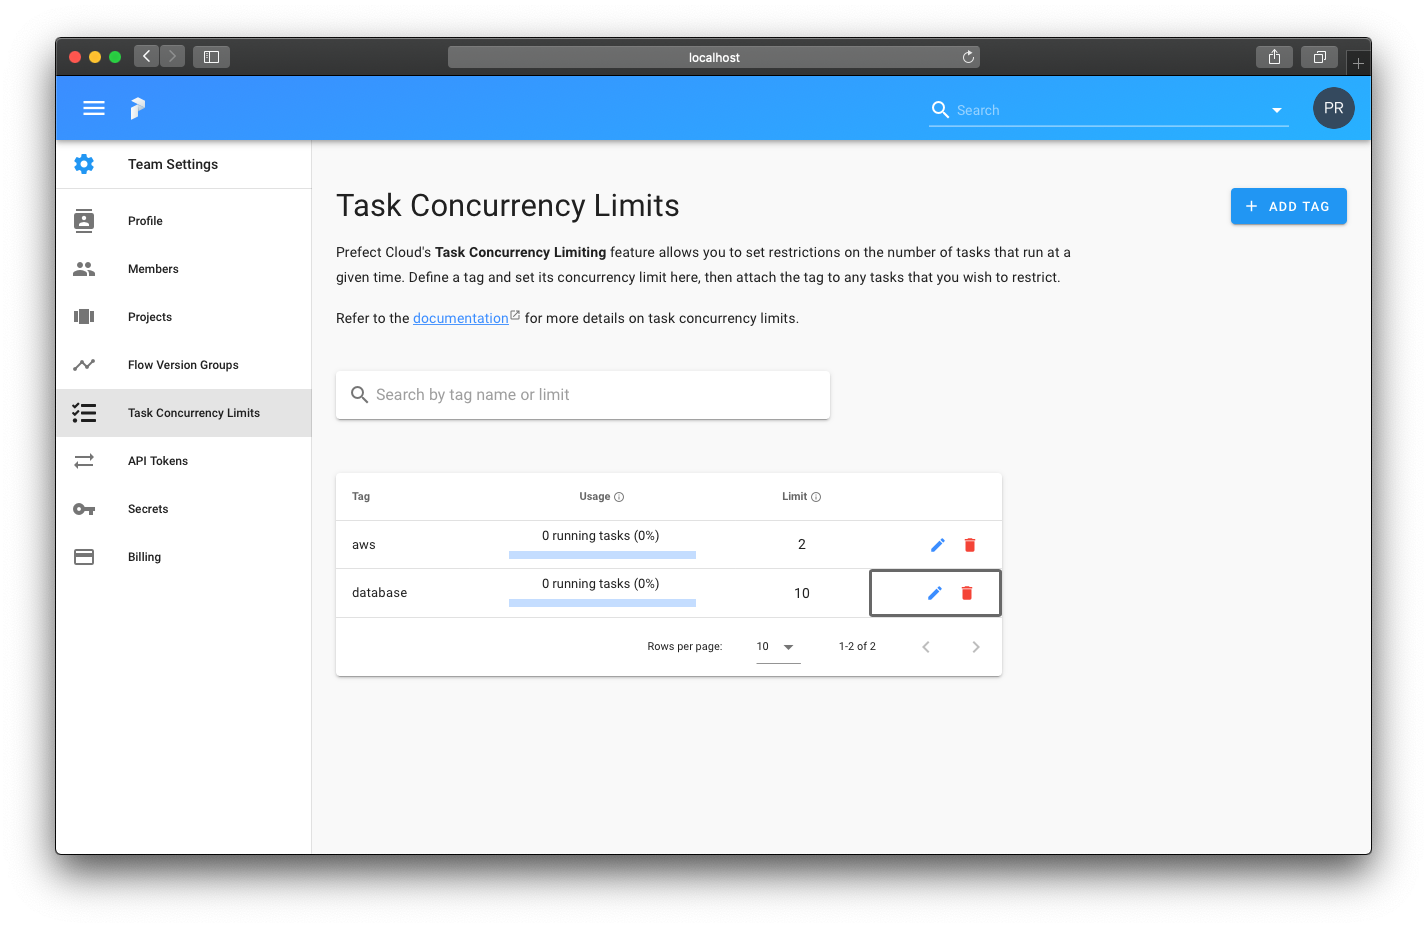 localhost
Search
PR
Team Settings
Profile
Members
Projects
Flow Version Groups
Task Concurrency Limits
API Tokens
Secrets
Billing
Task Concurrency Limits
+ ADD TAG
Prefect Cloud's Task Concurrency Limiting feature allows you to set restrictions on the number of tasks that run at a
given time. Define a tag and set its concurrency limit here, then attach the tag to any tasks that you wish to restrict.
Refer to the documentation for more details on task concurrency limits.
Search by tag name or limit
Tag Usage Limit
aws 0 running tasks (0%) 2
database 0 running tasks (0%) 10
Rows per page: 10 1-2 of 2